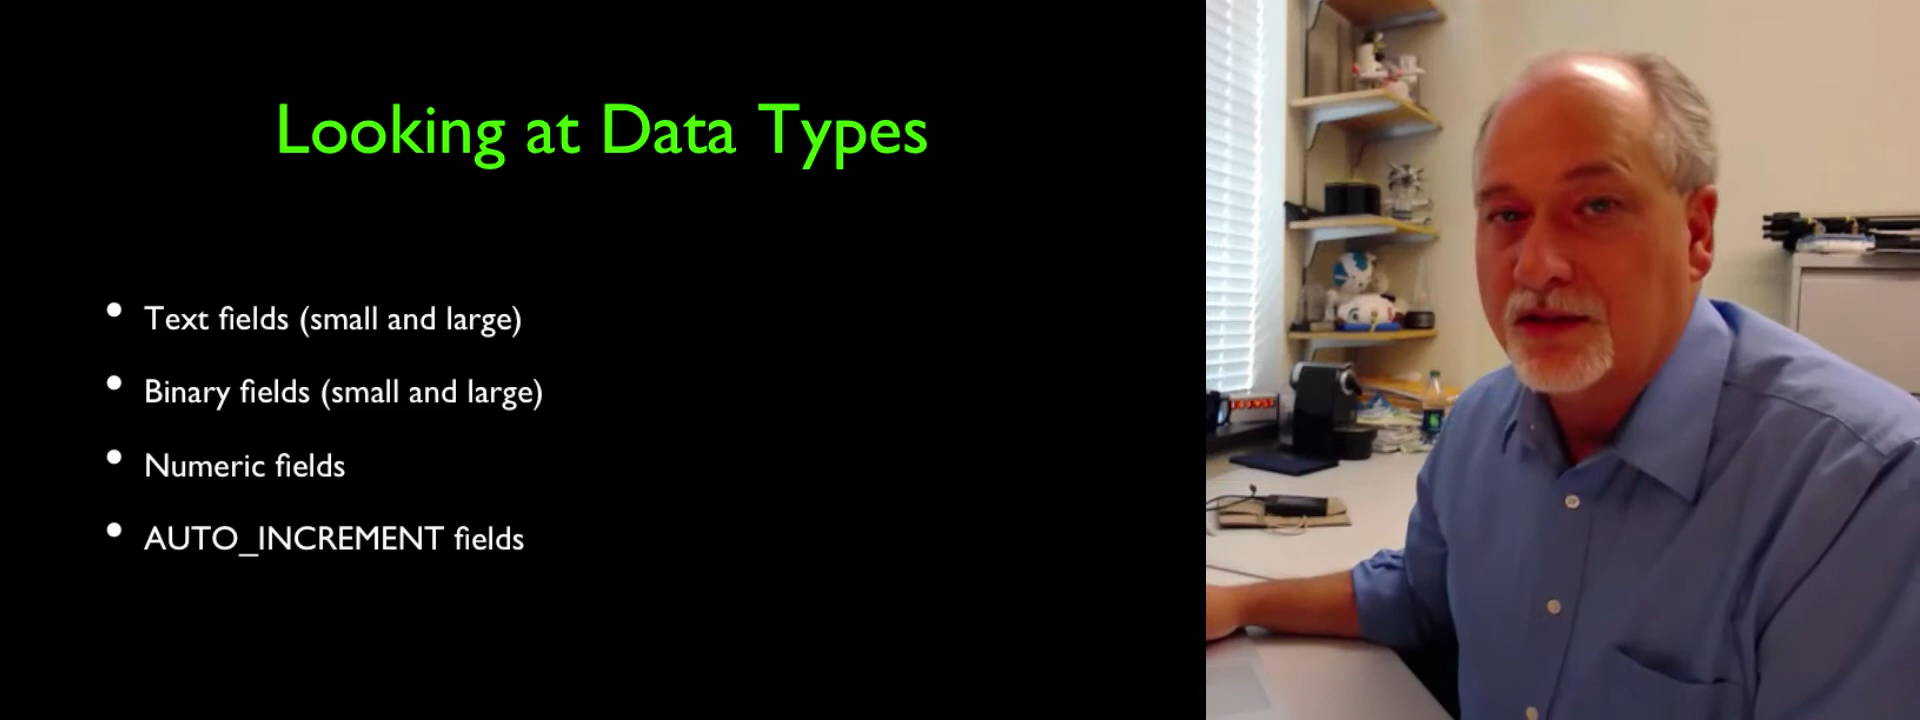 Looking at Data Types
• Text fields (small and large)
• Binary fields (small and large)
• Numeric fields
• AUTO_INCREMENT fields